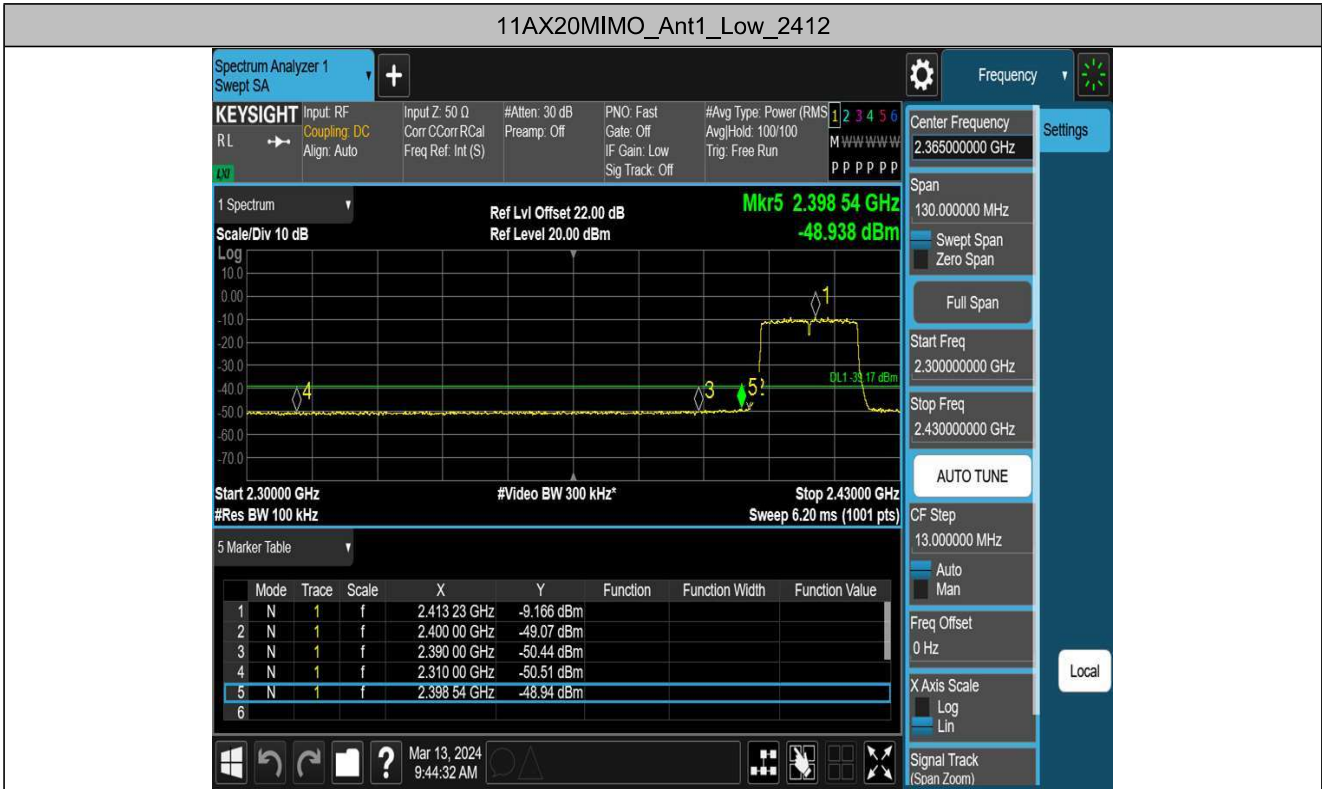 11AX20MIMO_Ant1_Low_2412
Spectrum Analyzer 1
Swept SA
+
Frequency
KEYSIGHT
RL
LXI
Input: RF
Coupling: DC
Align: Auto
Input Z: 50 Ω
Corr CCorr RCal
Freq Ref: Int (S)
#Atten: 30 dB
Preamp: Off
PNO: Fast
Gate: Off
IF Gain: Low
Sig Track: Off
#Avg Type: Power (RMS
Avg|Hold: 100/100
Trig: Free Run
1 2 3 4 5 6
M W W W W W
P P P P P P
Center Frequency
2.365000000 GHz
Settings
1 Spectrum
Scale/Div 10 dB
Ref Lvl Offset 22.00 dB
Ref Level 20.00 dBm
Mkr5 2.398 54 GHz
-48.938 dBm
Log
10.0
0.00
-10.0
-20.0
-30.0
-40.0
-50.0
-60.0
-70.0
1
DL1 -39.17 dBm
4
3
5
Start 2.30000 GHz
#Res BW 100 kHz
#Video BW 300 kHz*
Stop 2.43000 GHz
Sweep 6.20 ms (1001 pts)
Span
130.000000 MHz
Swept Span
Zero Span
Full Span
Start Freq
2.300000000 GHz
Stop Freq
2.430000000 GHz
AUTO TUNE
CF Step
13.000000 MHz
Auto
Man
Freq Offset
0 Hz
X Axis Scale
Log
Lin
Signal Track
(Span Zoom)
Local
5 Marker Table
Mode Trace Scale X Y Function Function Width Function Value
1 N 1 f 2.413 23 GHz -9.166 dBm
2 N 1 f 2.400 00 GHz -49.07 dBm
3 N 1 f 2.390 00 GHz -50.44 dBm
4 N 1 f 2.310 00 GHz -50.51 dBm
5 N 1 f 2.398 54 GHz -48.94 dBm
6
?
Mar 13, 2024
9:44:32 AM